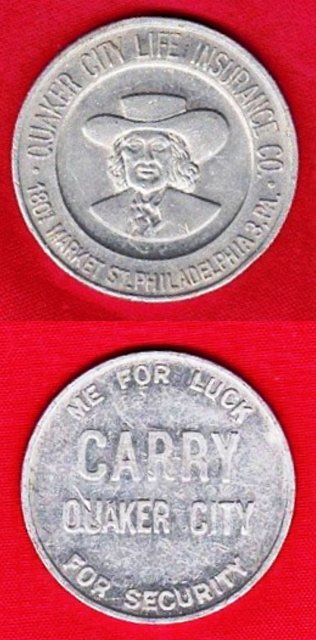 · QUAKER CITY LIFE INSURANCE CO. ·
1801 MARKET ST. PHILADELPHIA 3, PA.
ME FOR LUCK
CARRY
QUAKER CITY
FOR SECURITY